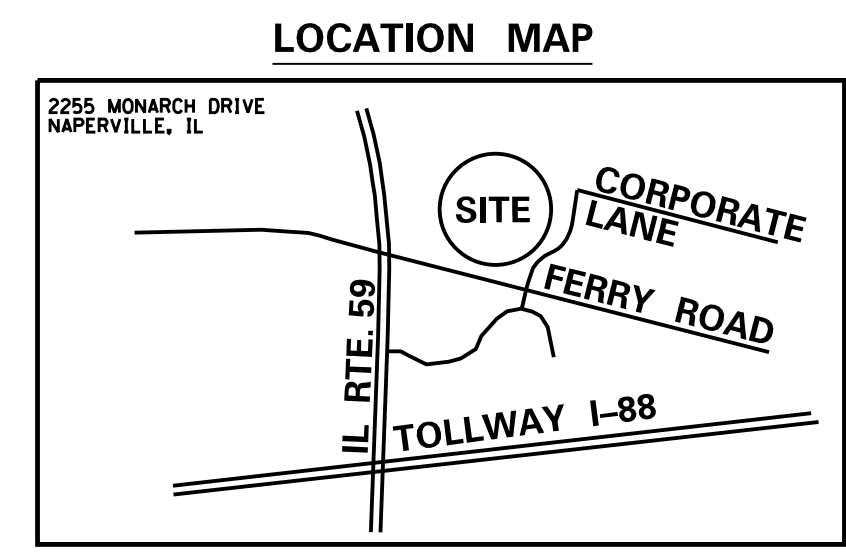 LOCATION MAP
2255 MONARCH DRIVE
NAPERVILLE, IL
SITE
CORPORATE
LANE
FERRY ROAD
IL RTE. 59
TOLLWAY I–88